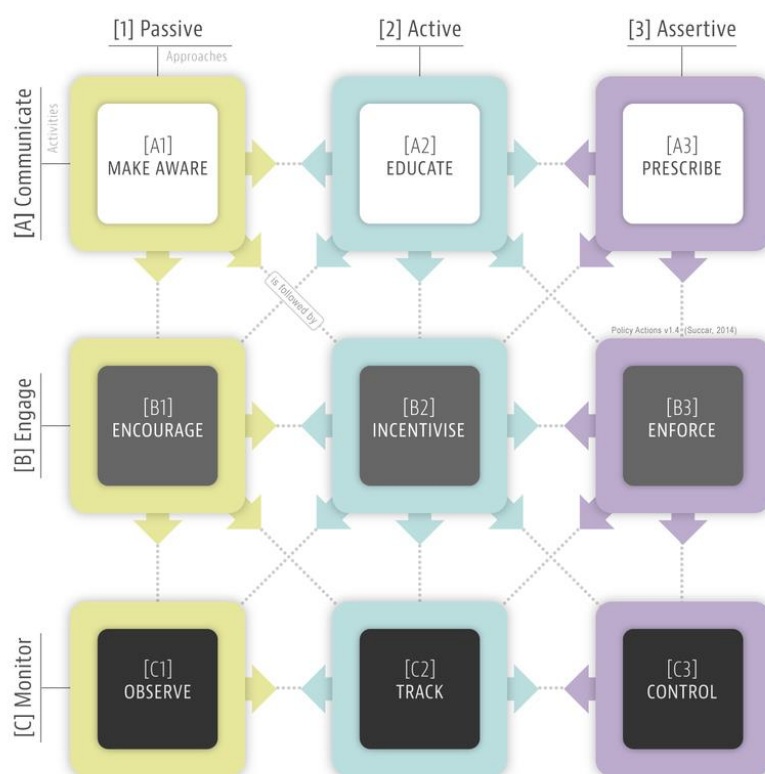 [1] Passive
[2] Active
[3] Assertive
Approaches
[A] Communicate
Activities
[A1]
MAKE AWARE
[A2]
EDUCATE
[A3]
PRESCRIBE
is followed by
Policy Actions v1.4 (Succar, 2014)
[B] Engage
[B1]
ENCOURAGE
[B2]
INCENTIVISE
[B3]
ENFORCE
[C] Monitor
[C1]
OBSERVE
[C2]
TRACK
[C3]
CONTROL